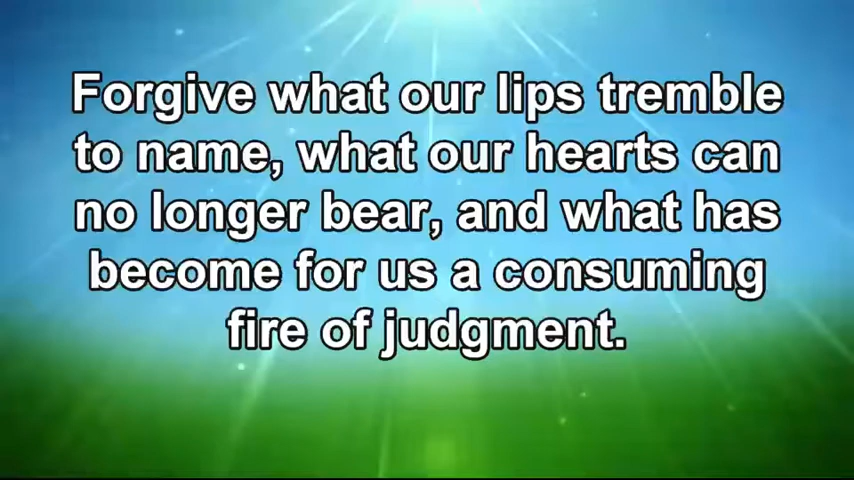 Forgive what our lips tremble
to name, what our hearts can
no longer bear, and what has
become for us a consuming
fire of judgment.